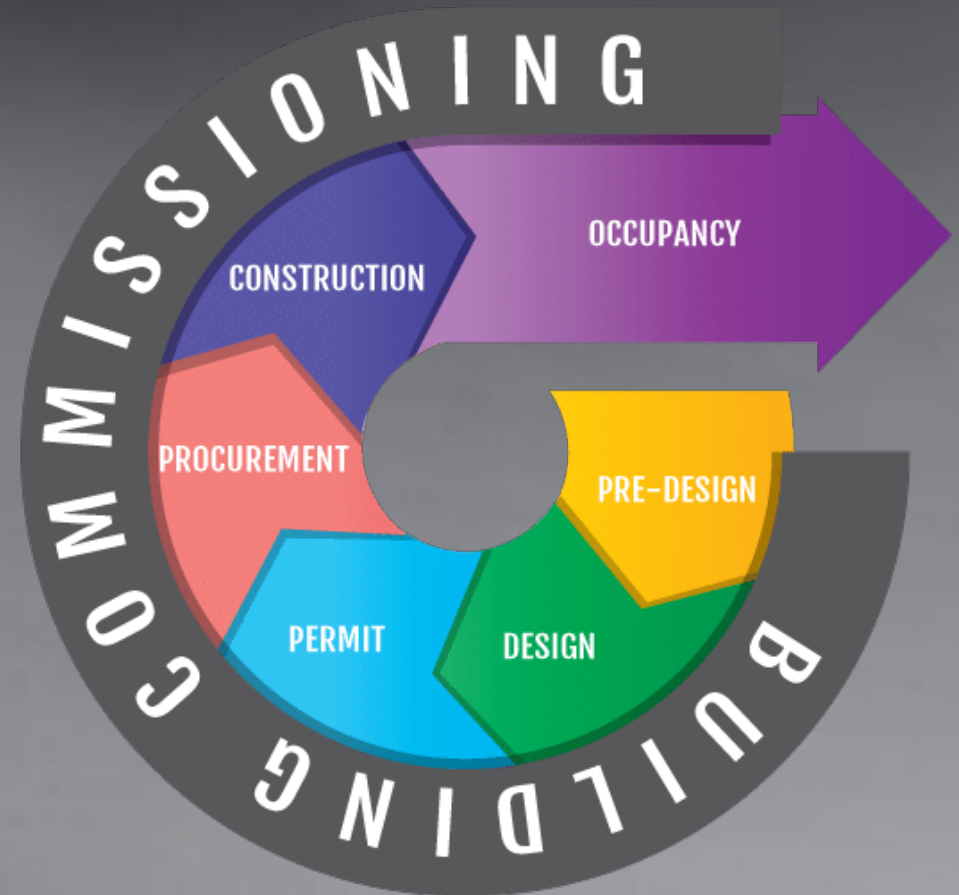 BUILDING COMMISSIONING
PRE-DESIGN
DESIGN
PERMIT
PROCUREMENT
CONSTRUCTION
OCCUPANCY